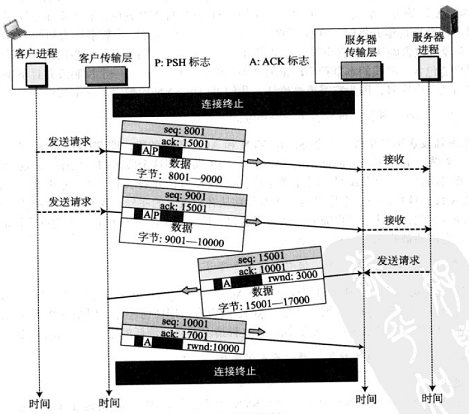 客户进程
客户传输层
P: PSH 标志
A: ACK 标志
服务器
传输层
服务器
进程
连接终止
发送请求
seq: 8001
ack: 15001
A P
数据
字节: 8001—9000
接收
发送请求
seq: 9001
ack: 15001
A P
数据
字节: 9001—10000
接收
发送请求
seq: 15001
ack: 10001
A
rwnd: 3000
数据
字节: 15001—17000
seq: 10001
ack: 17001
A
rwnd:10000
连接终止
时间
时间
时间
时间